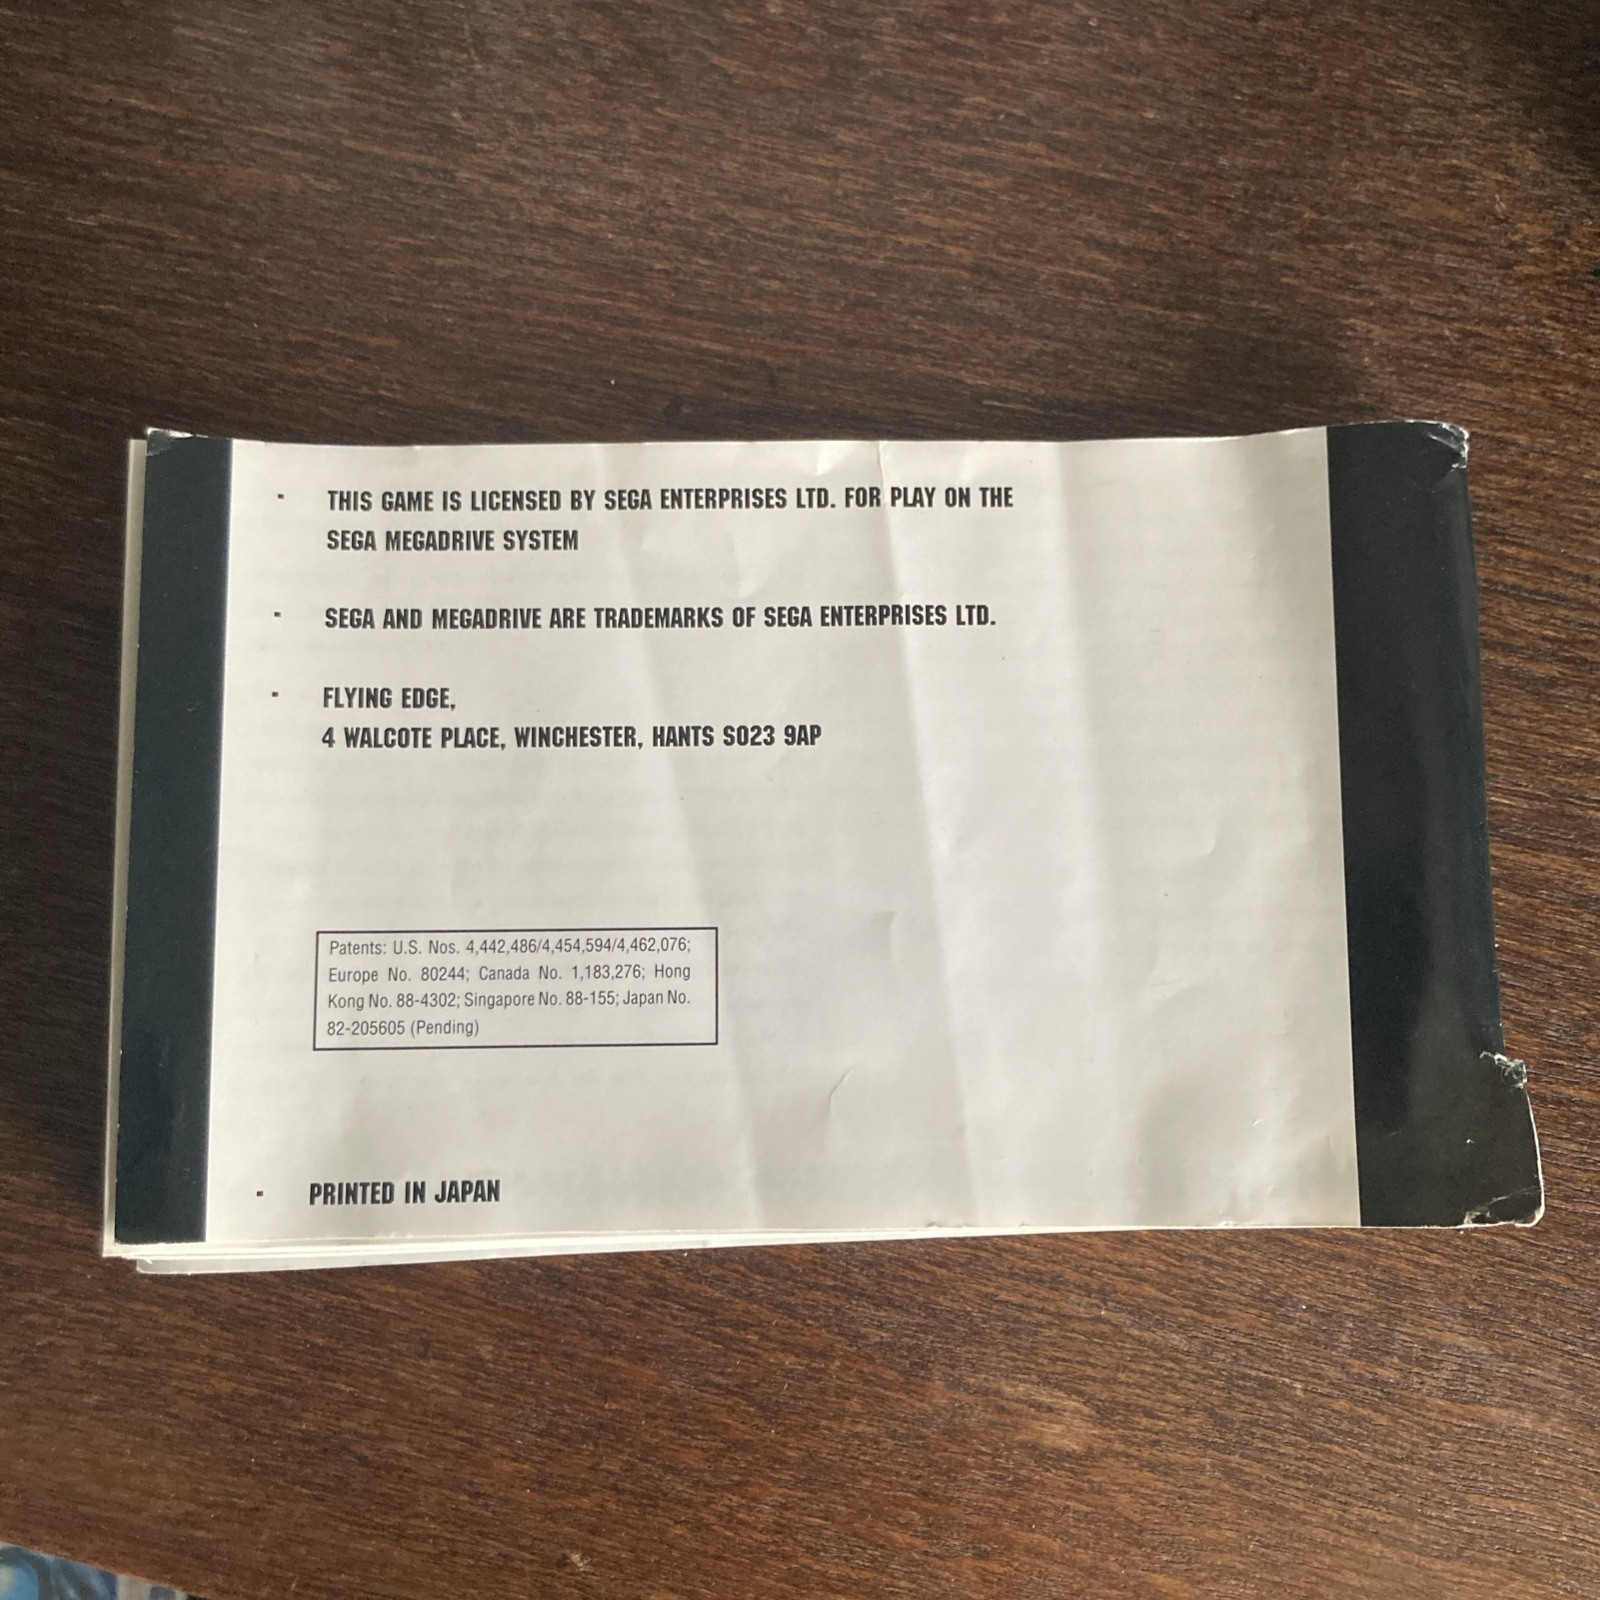 - THIS GAME IS LICENSED BY SEGA ENTERPRISES LTD. FOR PLAY ON THE
SEGA MEGADRIVE SYSTEM
- SEGA AND MEGADRIVE ARE TRADEMARKS OF SEGA ENTERPRISES LTD.
- FLYING EDGE,
4 WALCOTE PLACE, WINCHESTER, HANTS SO23 9AP
Patents: U.S. Nos. 4,442,486/4,454,594/4,462,076;
Europe No. 80244; Canada No. 1,183,276; Hong
Kong No. 88-4302; Singapore No. 88-155; Japan No.
82-205605 (Pending)
- PRINTED IN JAPAN